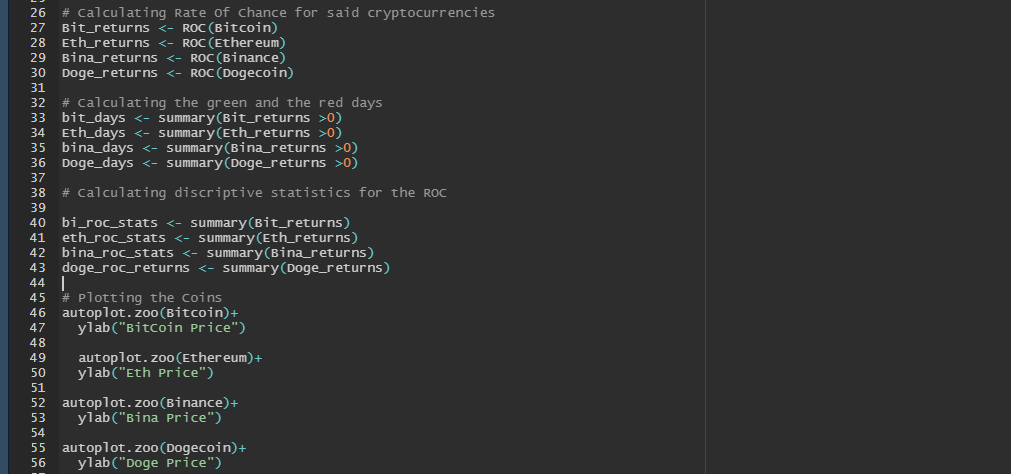 26 # Calculating Rate Of Chance for said cryptocurrencies
27 Bit_returns <- ROC(Bitcoin)
28 Eth_returns <- ROC(Ethereum)
29 Bina_returns <- ROC(Binance)
30 Doge_returns <- ROC(Dogecoin)
31
32 # Calculating the green and the red days
33 bit_days <- summary(Bit_returns >0)
34 Eth_days <- summary(Eth_returns >0)
35 bina_days <- summary(Bina_returns >0)
36 Doge_days <- summary(Doge_returns >0)
37
38 # Calculating discriptive statistics for the ROC
39
40 bi_roc_stats <- summary(Bit_returns)
41 eth_roc_stats <- summary(Eth_returns)
42 bina_roc_stats <- summary(Bina_returns)
43 doge_roc_returns <- summary(Doge_returns)
44
45 # Plotting the Coins
46 autoplot.zoo(Bitcoin)+
47   ylab("BitCoin Price")
48
49   autoplot.zoo(Ethereum)+
50   ylab("Eth Price")
51
52 autoplot.zoo(Binance)+
53   ylab("Bina Price")
54
55 autoplot.zoo(Dogecoin)+
56   ylab("Doge Price")